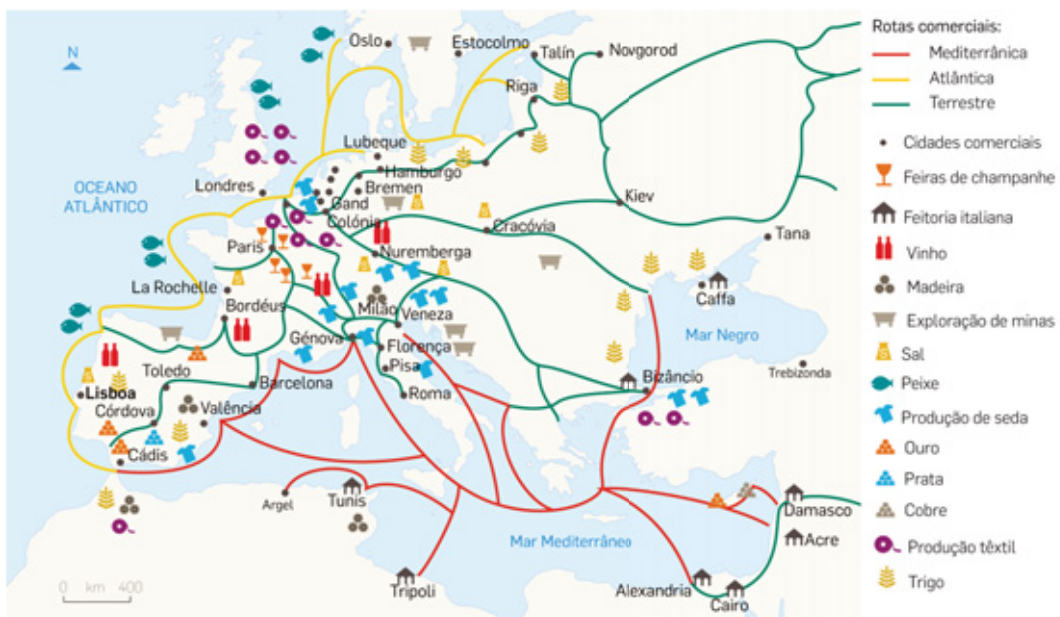 N
Oslo
Estocolmo
Talín
Novgorod
Riga
Lubeque
Hamburgo
Bremen
Londres
Gand
Colónia
OCEANO
ATLÂNTICO
Kiev
Cracóvia
Tana
Paris
Nuremberga
La Rochelle
Caffa
Bordéus
Milão
Veneza
Mar Negro
Génova
Florença
Pisa
Toledo
Barcelona
Roma
Bizâncio
Trebizonda
Lisboa
Córdova
Valência
Cádis
Argel
Tunis
Damasco
Mar Mediterrâneo
Acre
Tripoli
Alexandria
Cairo
0 km 400
Rotas comerciais:
Mediterrânica
Atlântica
Terrestre
Cidades comerciais
Feiras de champanhe
Feitoria italiana
Vinho
Madeira
Exploração de minas
Sal
Peixe
Produção de seda
Ouro
Prata
Cobre
Produção têxtil
Trigo